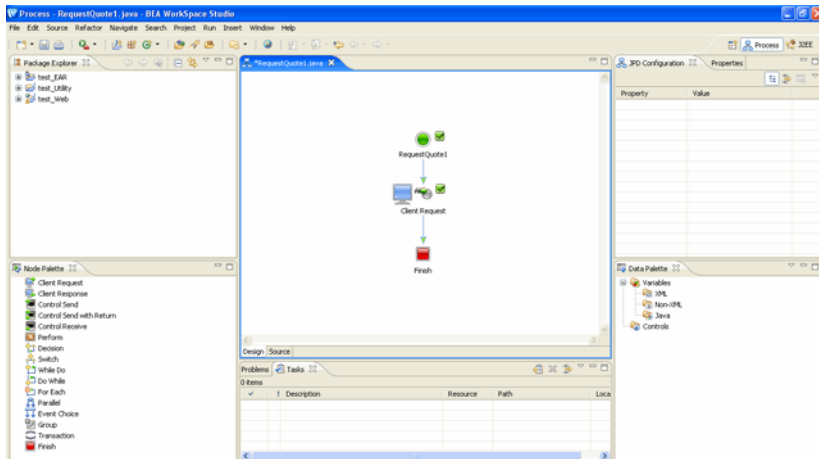 Process - RequestQuote1.java - BEA WorkSpace Studio
File Edit Source Refactor Navigate Search Project Run Insert Window Help
Process J2EE
Package Explorer
test_EAR
test_Utility
test_Web
*RequestQuote1.java
RequestQuote1
Client Request
Finish
Design Source
JPD Configuration Properties
Property Value
Node Palette
Client Request
Client Response
Control Send
Control Send with Return
Control Receive
Perform
Decision
Switch
While Do
Do While
For Each
Parallel
Event Choice
Group
Transaction
Finish
Problems Tasks
0 items
! Description Resource Path Loca
Data Palette
Variables
XML
Non-XML
Java
Controls